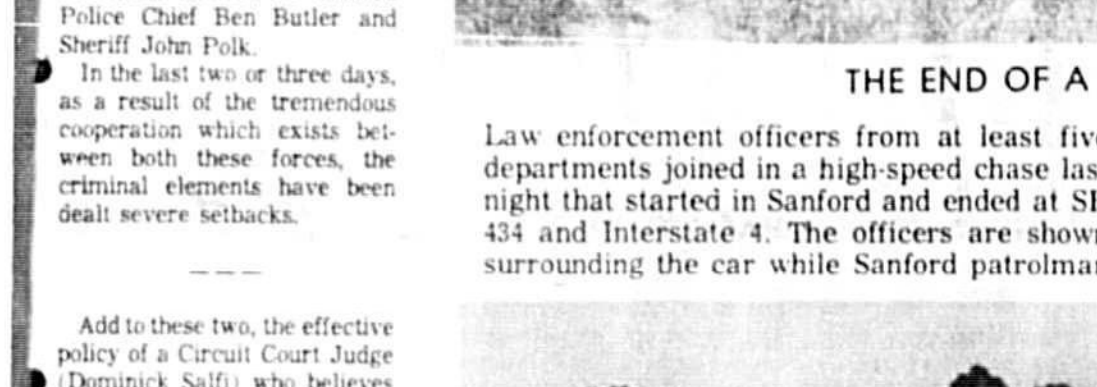 Police Chief Ben Butler and
Sheriff John Polk.
In the last two or three days,
as a result of the tremendous
cooperation which exists bet-
ween both these forces, the
criminal elements have been
dealt severe setbacks.
Add to these two, the effective
policy of a Circuit Court Judge
(Dominick Salfi) who believes
THE END OF A
Law enforcement officers from at least five
departments joined in a high-speed chase las
night that started in Sanford and ended at SR
434 and Interstate 4. The officers are shown
surrounding the car while Sanford patrolman